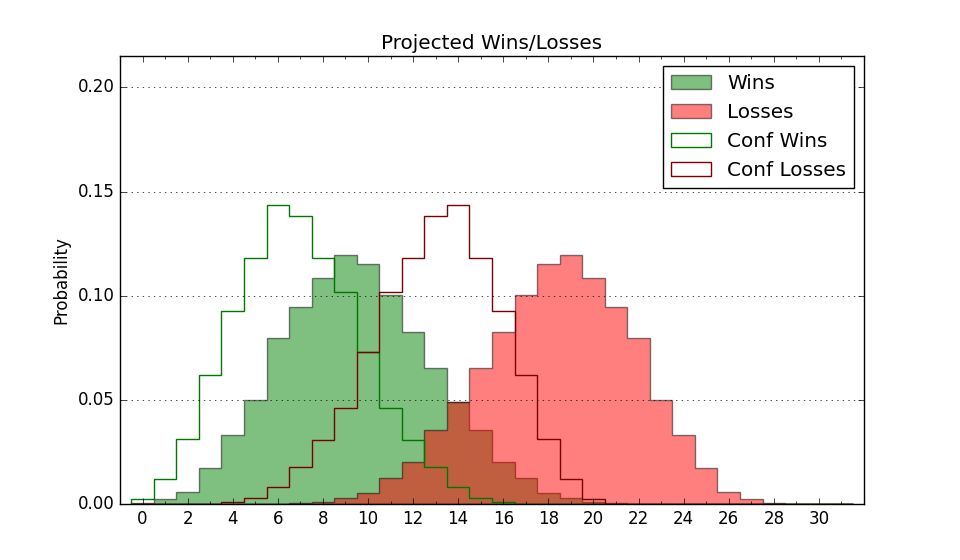 Projected Wins/Losses
Wins
Losses
Conf Wins
Conf Losses
Probability
0.20
0.15
0.10
0.05
0.00
0 2 4 6 8 10 12 14 16 18 20 22 24 26 28 30